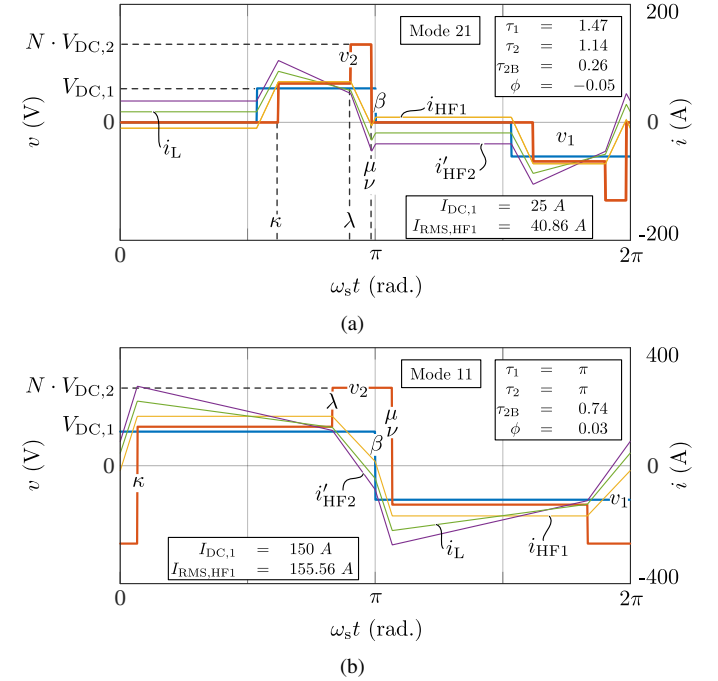 200
N · V_DC,2
Mode 21
τ_1 = 1.47
τ_2 = 1.14
τ_2B = 0.26
ϕ = −0.05
v_2
V_DC,1
β
i_HF1
v (V)
0
0
i (A)
i_L
v_1
i′_HF2
μ
ν
κ
λ
I_DC,1 = 25 A
I_RMS,HF1 = 40.86 A
-200
0
π
2π
ω_s t (rad.)
(a)
400
N · V_DC,2
Mode 11
τ_1 = π
τ_2 = π
τ_2B = 0.74
ϕ = 0.03
λ
v_2
μ
ν
V_DC,1
β
v (V)
0
0
i (A)
κ
i′_HF2
v_1
i_L
i_HF1
I_DC,1 = 150 A
I_RMS,HF1 = 155.56 A
-400
0
π
2π
ω_s t (rad.)
(b)